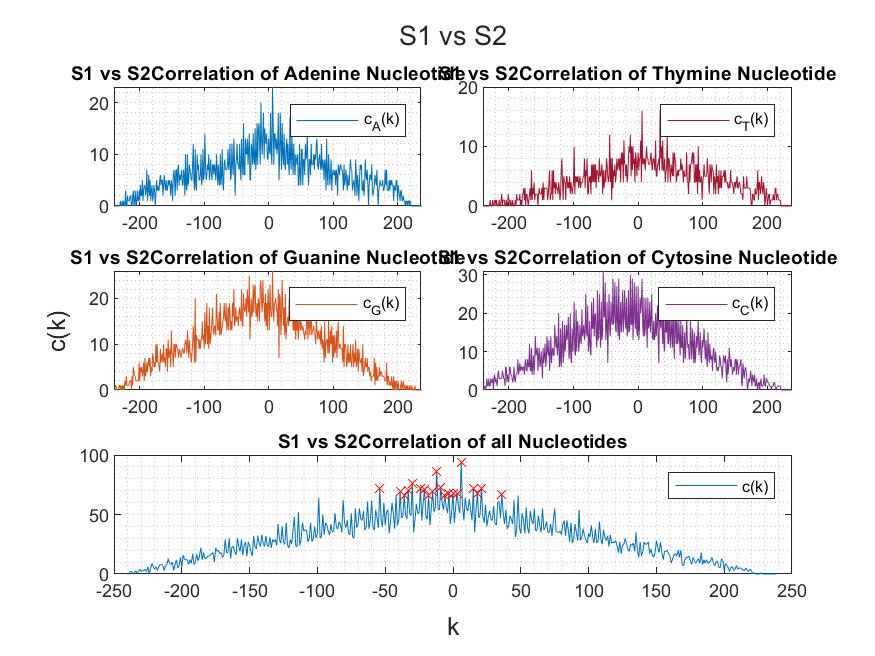 S1 vs S2
S1 vs S2Correlation of Adenine Nucleotide
S1 vs S2Correlation of Thymine Nucleotide
20
10
0
c_A(k)
-200 -100 0 100 200
20
10
0
c_T(k)
-200 -100 0 100 200
S1 vs S2Correlation of Guanine Nucleotide
S1 vs S2Correlation of Cytosine Nucleotide
c(k)
20
10
0
c_G(k)
-200 -100 0 100 200
30
20
10
0
c_C(k)
-200 -100 0 100 200
S1 vs S2Correlation of all Nucleotides
100
50
0
c(k)
-250 -200 -150 -100 -50 0 50 100 150 200 250
k